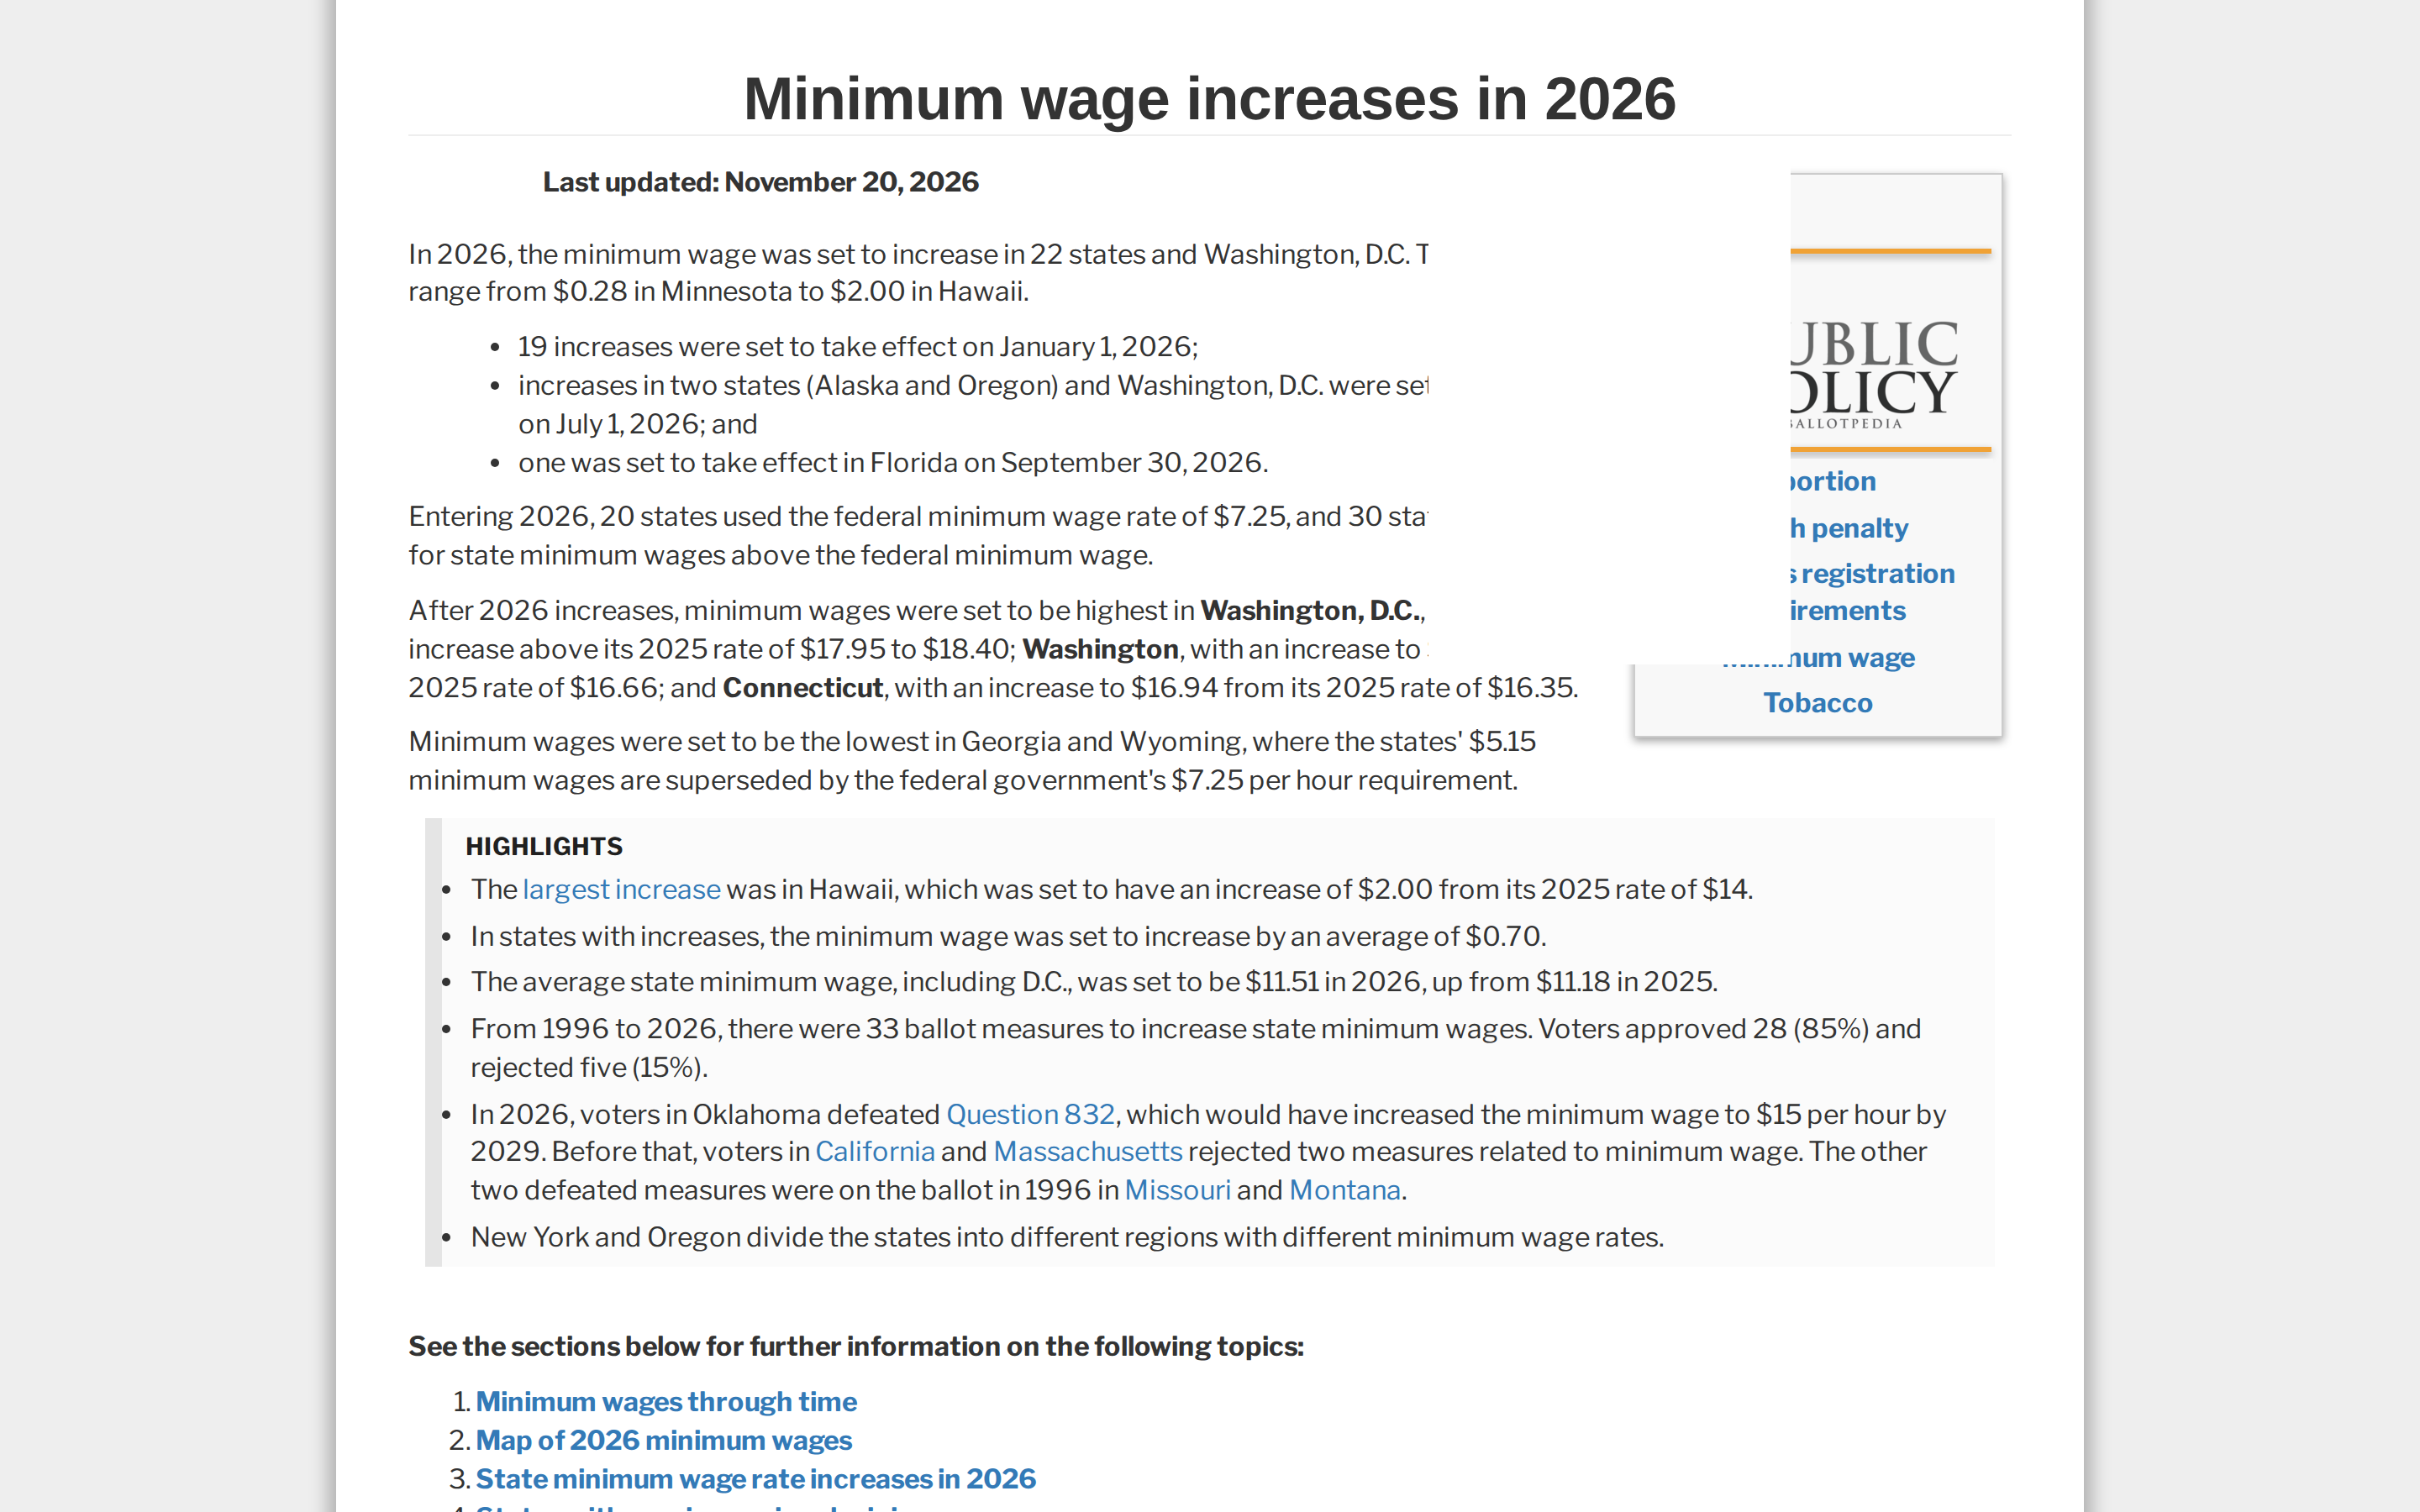 Minimum wage increases in 2026
Last updated: November 20, 2026
In 2026, the minimum wage was set to increase in 22 states and Washington, D.C.
range from $0.28 in Minnesota to $2.00 in Hawaii.
• 19 increases were set to take effect on January 1, 2026;
• increases in two states (Alaska and Oregon) and Washington, D.C. were set
on July 1, 2026; and
• one was set to take effect in Florida on September 30, 2026.
Entering 2026, 20 states used the federal minimum wage rate of $7.25, and 30
for state minimum wages above the federal minimum wage.
After 2026 increases, minimum wages were set to be highest in Washington, D.C.,
increase above its 2025 rate of $17.95 to $18.40; Washington, with an increase to
2025 rate of $16.66; and Connecticut, with an increase to $16.94 from its 2025 rate of $16.35.
Minimum wages were set to be the lowest in Georgia and Wyoming, where the states' $5.15
minimum wages are superseded by the federal government's $7.25 per hour requirement.
UBLIC
OLICY
BALLOTPEDIA
portion
h penalty
s registration
irements
Minimum wage
Tobacco
HIGHLIGHTS
• The largest increase was in Hawaii, which was set to have an increase of $2.00 from its 2025 rate of $14.
• In states with increases, the minimum wage was set to increase by an average of $0.70.
• The average state minimum wage, including D.C., was set to be $11.51 in 2026, up from $11.18 in 2025.
• From 1996 to 2026, there were 33 ballot measures to increase state minimum wages. Voters approved 28 (85%) and
rejected five (15%).
• In 2026, voters in Oklahoma defeated Question 832, which would have increased the minimum wage to $15 per hour by
2029. Before that, voters in California and Massachusetts rejected two measures related to minimum wage. The other
two defeated measures were on the ballot in 1996 in Missouri and Montana.
• New York and Oregon divide the states into different regions with different minimum wage rates.
See the sections below for further information on the following topics:
1. Minimum wages through time
2. Map of 2026 minimum wages
3. State minimum wage rate increases in 2026